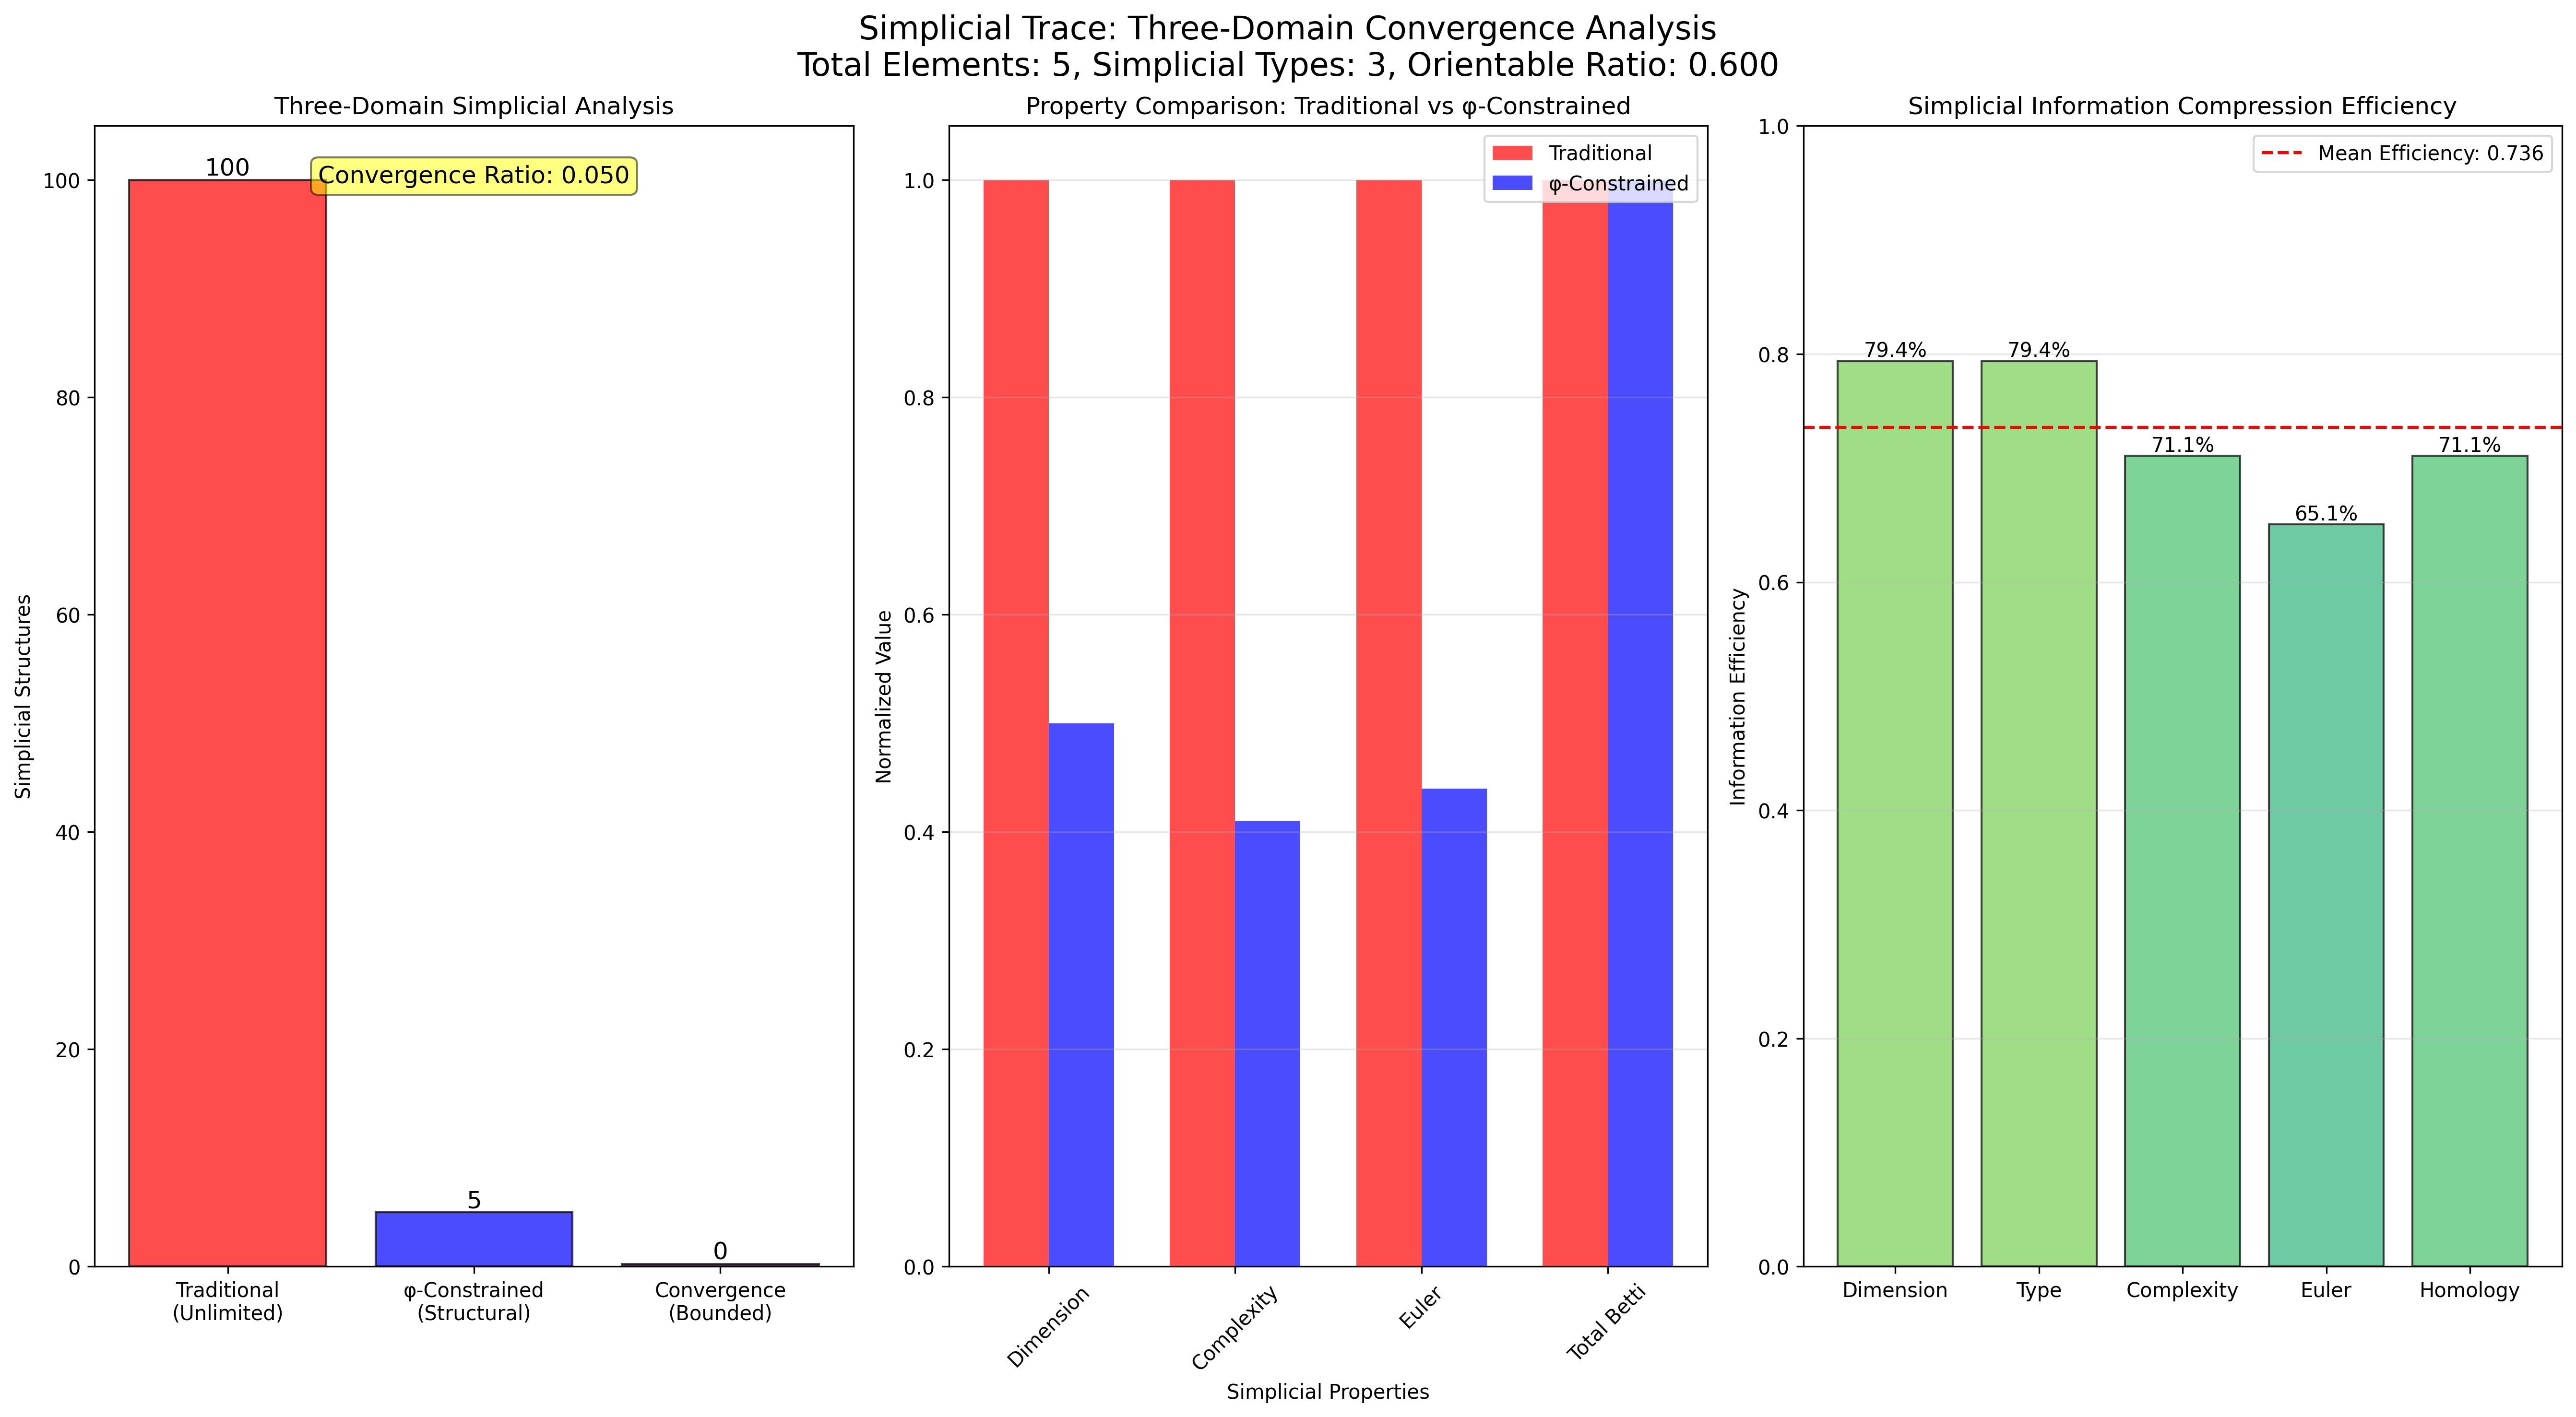 Simplicial Trace: Three-Domain Convergence Analysis
Total Elements: 5, Simplicial Types: 3, Orientable Ratio: 0.600
Three-Domain Simplicial Analysis
Simplicial Structures
100
80
60
40
20
0
100
Convergence Ratio: 0.050
5
0
Traditional
(Unlimited)
φ-Constrained
(Structural)
Convergence
(Bounded)
Property Comparison: Traditional vs φ-Constrained
Traditional
φ-Constrained
Normalized Value
1.0
0.8
0.6
0.4
0.2
0.0
Dimension
Complexity
Euler
Total Betti
Simplicial Properties
Simplicial Information Compression Efficiency
Mean Efficiency: 0.736
Information Efficiency
1.0
0.8
0.6
0.4
0.2
0.0
79.4%
79.4%
71.1%
65.1%
71.1%
Dimension
Type
Complexity
Euler
Homology